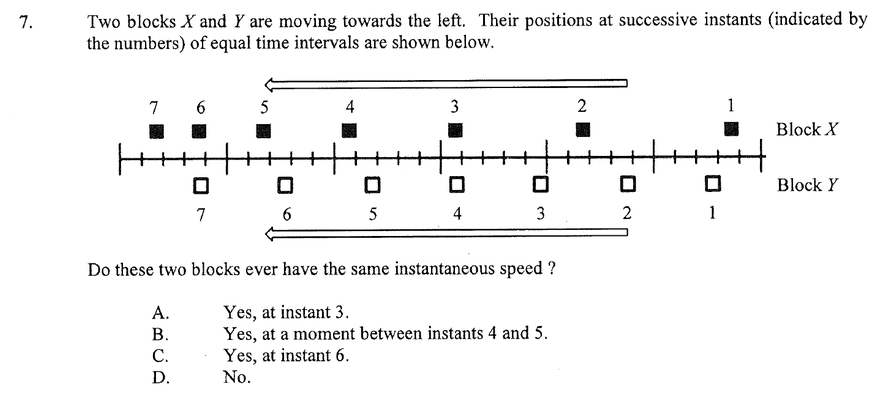 7. Two blocks X and Y are moving towards the left. Their positions at successive instants (indicated by
the numbers) of equal time intervals are shown below.
7 6 5 4 3 2 1
Block X
Block Y
7 6 5 4 3 2 1
Do these two blocks ever have the same instantaneous speed ?
A. Yes, at instant 3.
B. Yes, at a moment between instants 4 and 5.
C. Yes, at instant 6.
D. No.